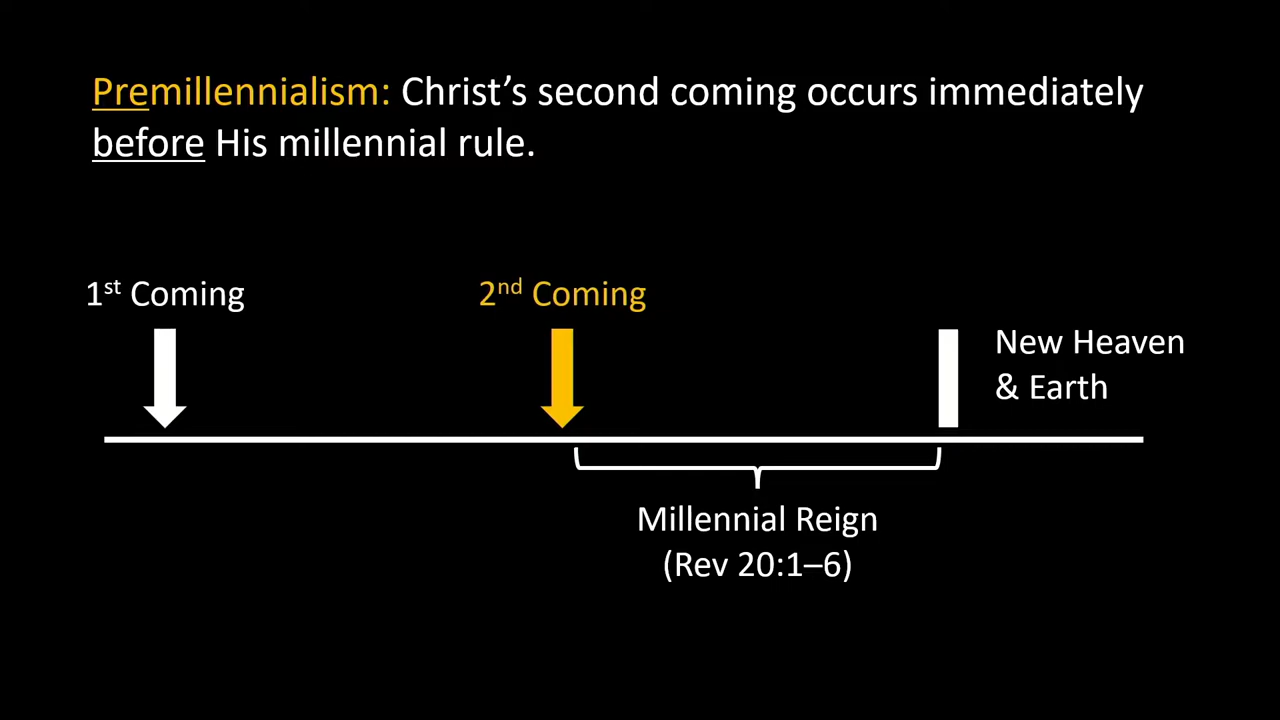 Premillennialism: Christ’s second coming occurs immediately
before His millennial rule.
1st Coming
2nd Coming
New Heaven
& Earth
Millennial Reign
(Rev 20:1–6)